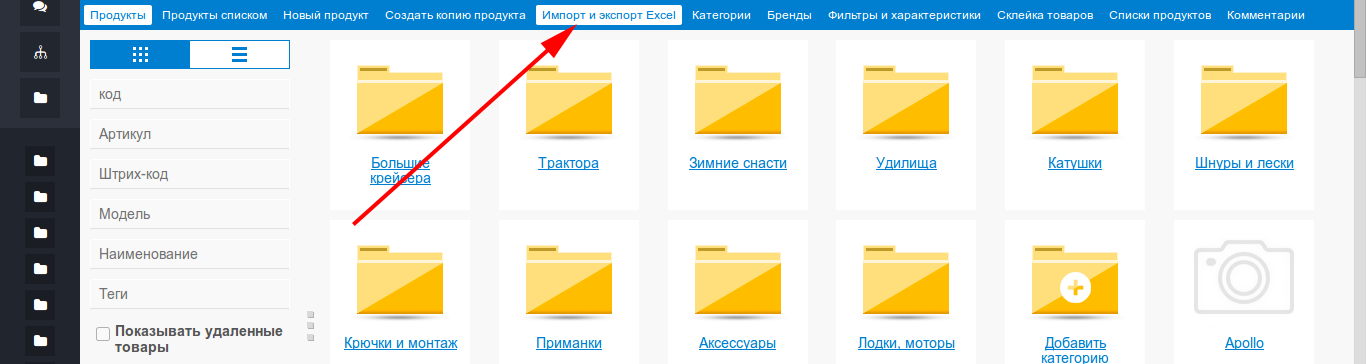 Продукты Продукты списком Новый продукт Создать копию продукта Импорт и экспорт Excel Категории Бренды Фильтры и характеристики Склейка товаров Списки продуктов Комментарии
код
Артикул
Штрих-код
Модель
Наименование
Теги
Показывать удаленные
товары
Большие
крейсера
Трактора
Зимние снасти
Удилища
Катушки
Шнуры и лески
Крючки и монтаж
Приманки
Аксессуары
Лодки, моторы
Добавить
категорию
Apollo